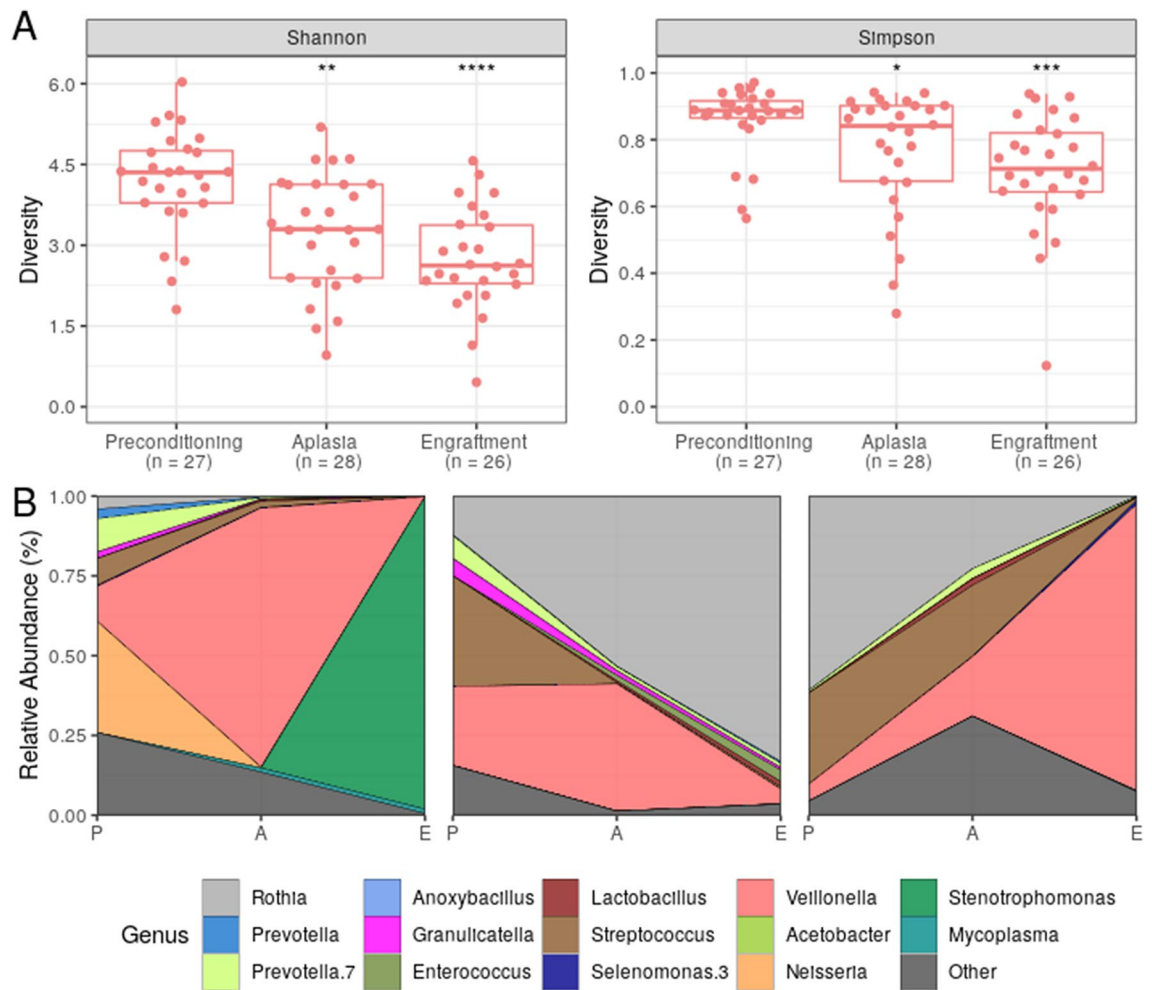 A
Shannon
Simpson
** ****
* ***
Diversity
6.0
4.5
3.0
1.5
0.0
Preconditioning Aplasia Engraftment
(n = 27) (n = 28) (n = 26)
Diversity
1.0
0.8
0.6
0.4
0.2
0.0
Preconditioning Aplasia Engraftment
(n = 27) (n = 28) (n = 26)
B
Relative Abundance (%)
1.00
0.75
0.50
0.25
0.00
P A E
P A E
P A E
Genus
Rothia Anoxybacillus Lactobacillus Veillonella Stenotrophomonas
Prevotella Granulicatella Streptococcus Acetobacter Mycoplasma
Prevotella.7 Enterococcus Selenomonas.3 Neisseria Other